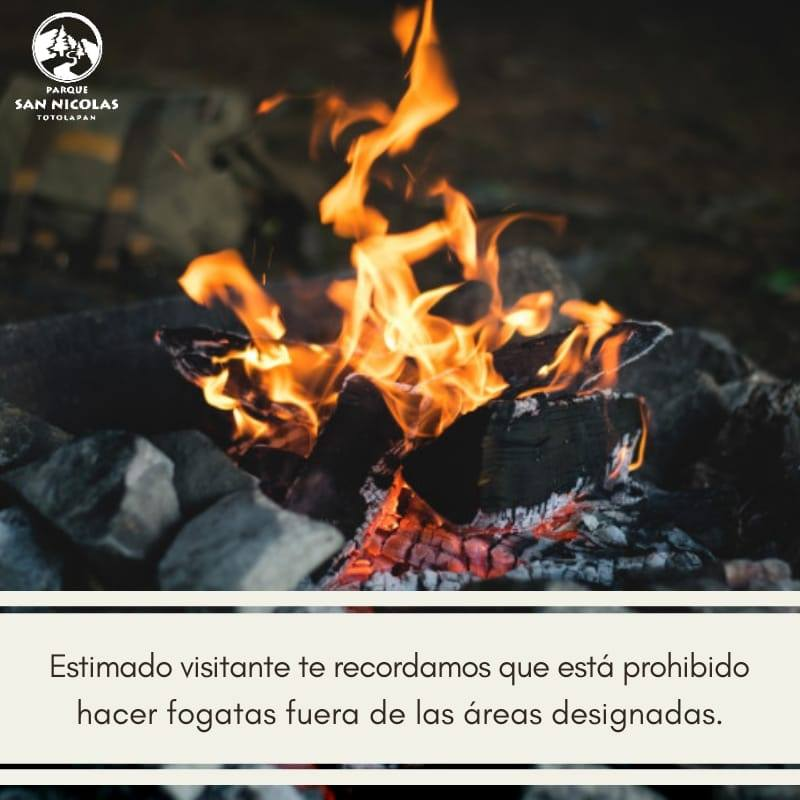 PARQUE
SAN NICOLAS
TOTOLAPAN
Estimado visitante te recordamos que está prohibido
hacer fogatas fuera de las áreas designadas.